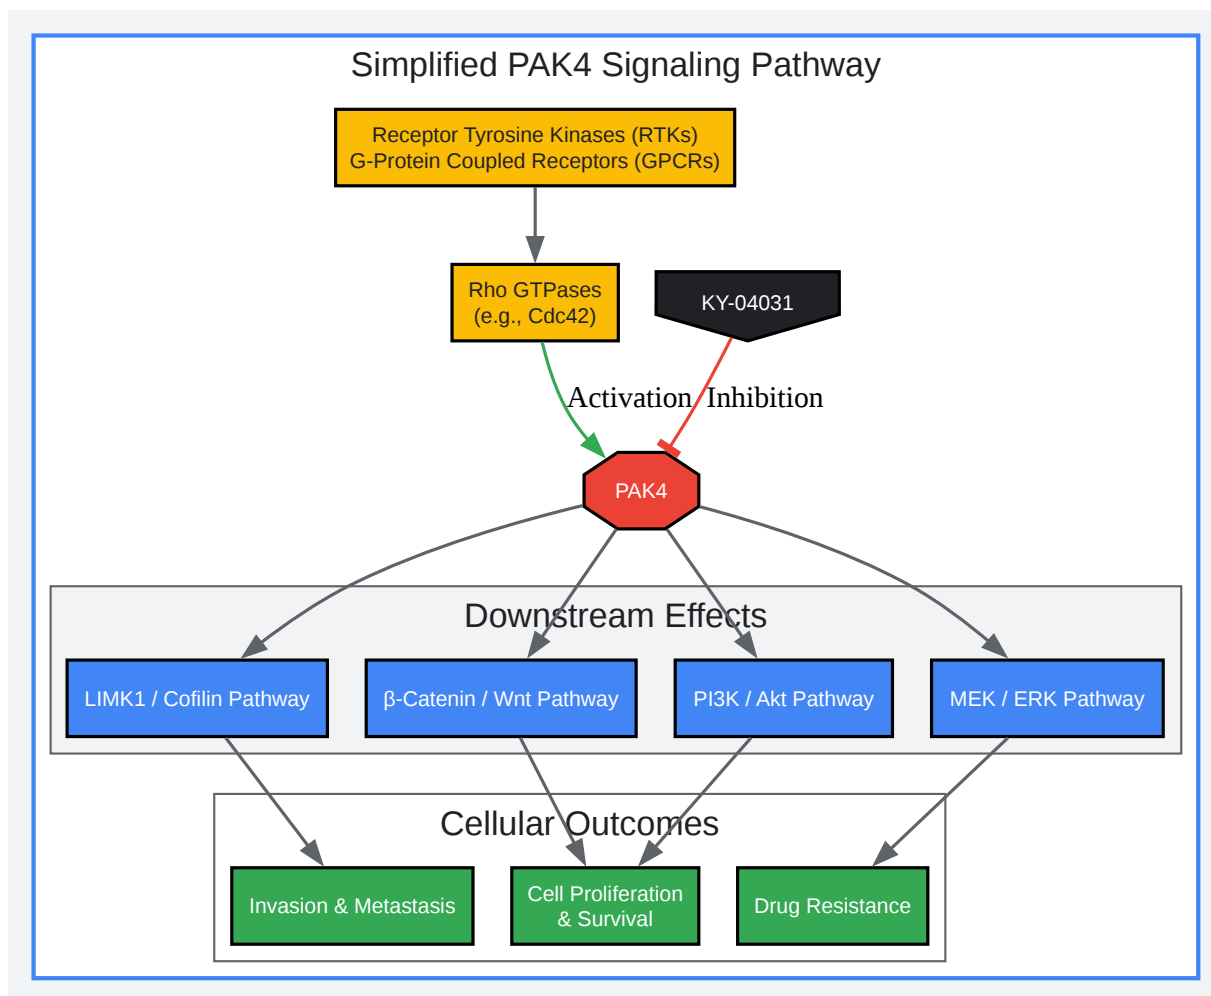 Simplified PAK4 Signaling Pathway
Receptor Tyrosine Kinases (RTKs)
G-Protein Coupled Receptors (GPCRs)
Rho GTPases
(e.g., Cdc42)
KY-04031
Activation
Inhibition
PAK4
Downstream Effects
LIMK1 / Cofilin Pathway
β-Catenin / Wnt Pathway
PI3K / Akt Pathway
MEK / ERK Pathway
Cellular Outcomes
Invasion & Metastasis
Cell Proliferation
& Survival
Drug Resistance